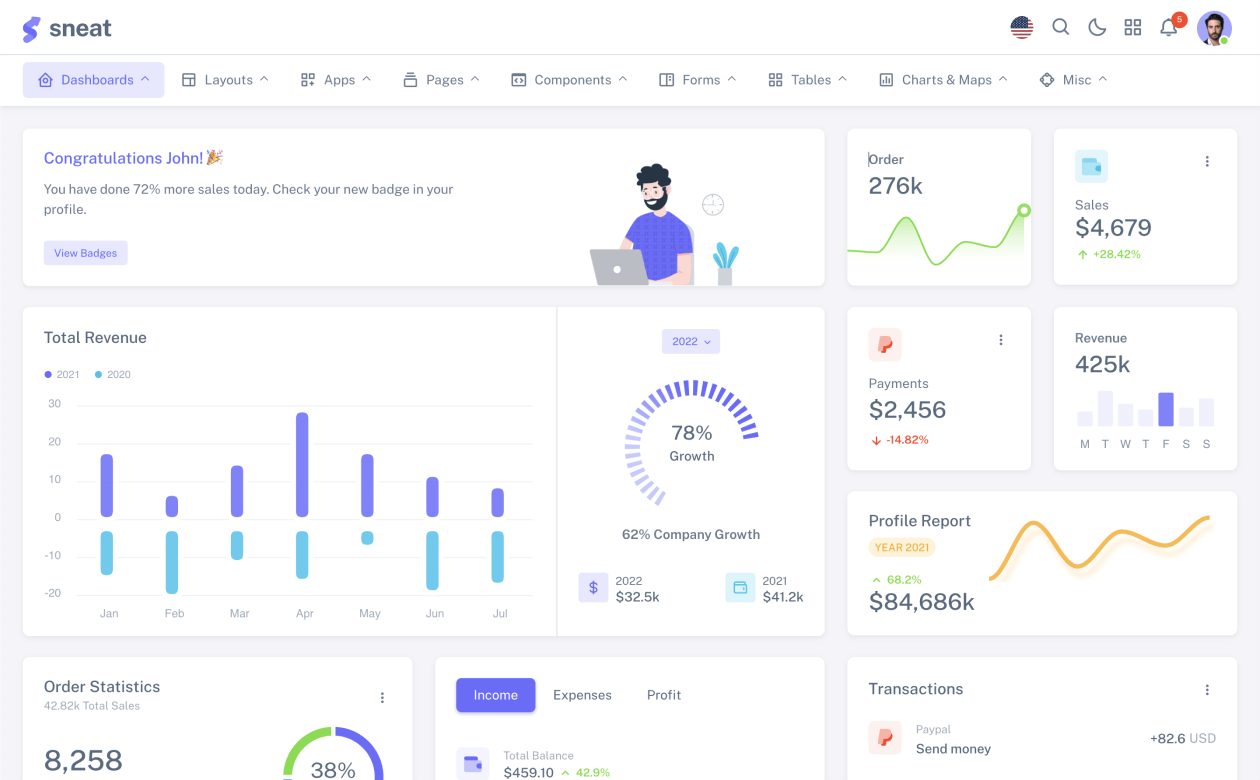 sneat
5
Dashboards
Layouts
Apps
Pages
Components
Forms
Tables
Charts & Maps
Misc
Congratulations John! 🎉
You have done 72% more sales today. Check your new badge in your
profile.
View Badges
Order
276k
Sales
$4,679
+28.42%
Total Revenue
2021
2020
30
20
10
0
-10
-20
Jan
Feb
Mar
Apr
May
Jun
Jul
2022
78%
Growth
62% Company Growth
$
2022
$32.5k
2021
$41.2k
Payments
$2,456
-14.82%
Revenue
425k
M T W T F S S
Profile Report
YEAR 2021
68.2%
$84,686k
Order Statistics
42.82k Total Sales
8,258
38%
Income
Expenses
Profit
Total Balance
$459.10
42.9%
Transactions
Paypal
Send money
+82.6 USD